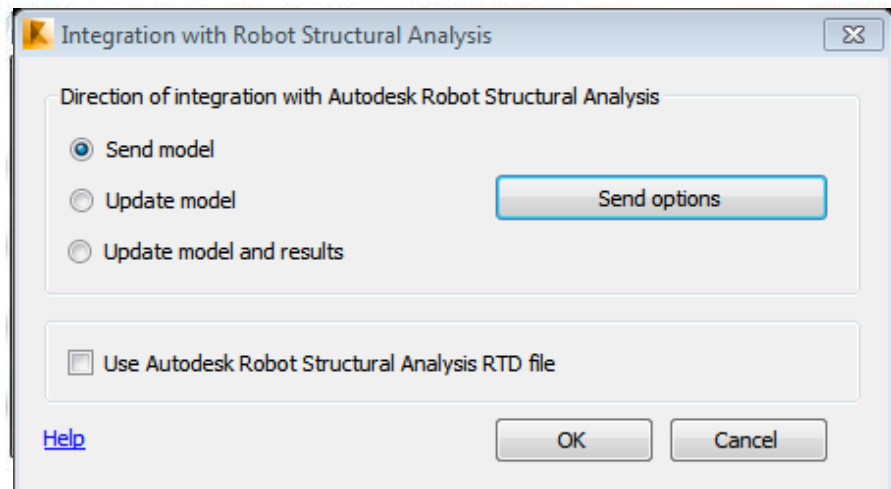 Integration with Robot Structural Analysis
Direction of integration with Autodesk Robot Structural Analysis
Send model
Update model
Send options
Update model and results
Use Autodesk Robot Structural Analysis RTD file
Help
OK
Cancel